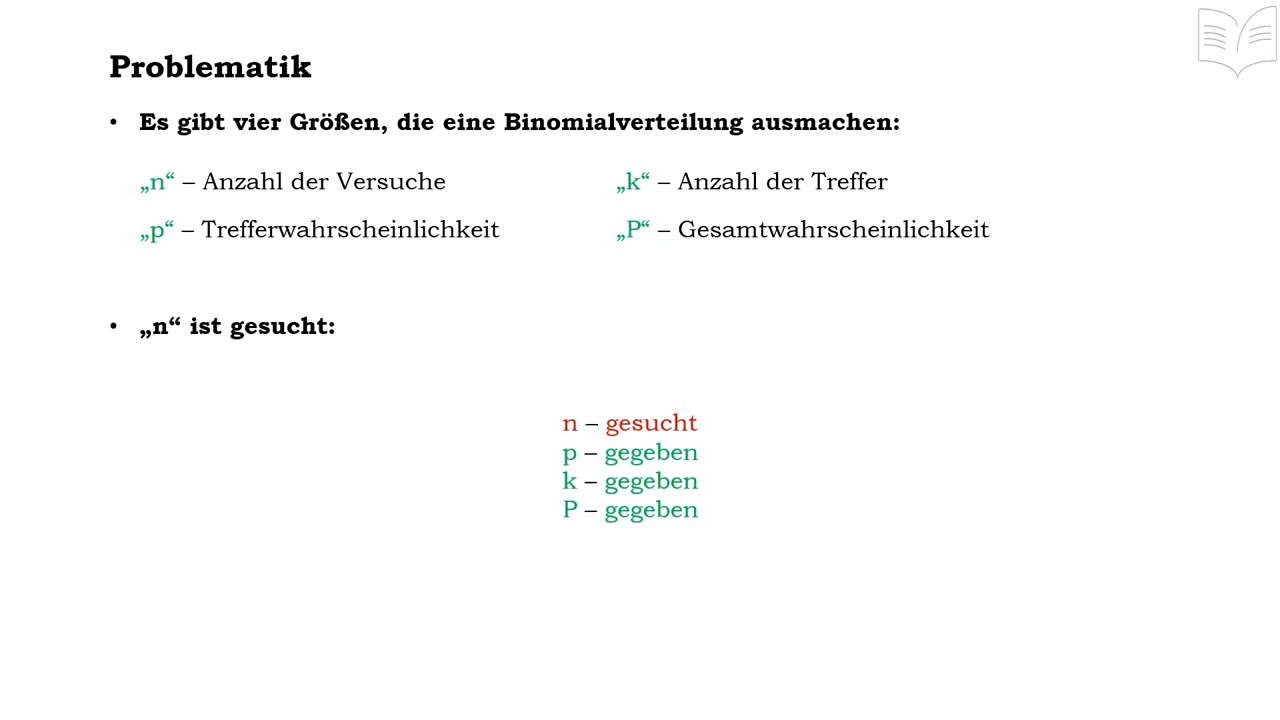 Problematik
• Es gibt vier Größen, die eine Binomialverteilung ausmachen:
„n“ – Anzahl der Versuche
„k“ – Anzahl der Treffer
„p“ – Trefferwahrscheinlichkeit
„P“ – Gesamtwahrscheinlichkeit
• „n“ ist gesucht:
n – gesucht
p – gegeben
k – gegeben
P – gegeben